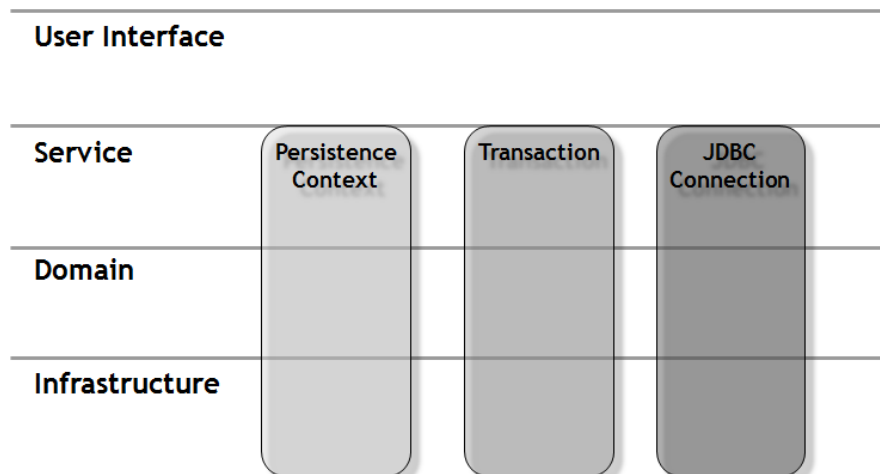 User Interface
Service
Persistence
Context
Transaction
JDBC
Connection
Domain
Infrastructure